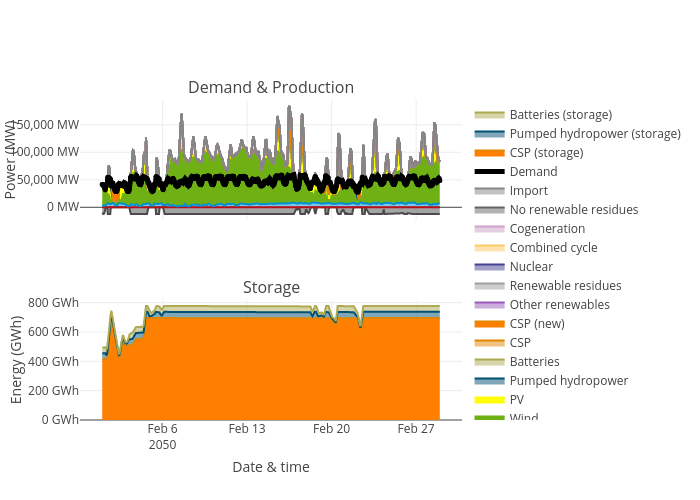 Demand & Production
Power (MW)
150,000 MW
100,000 MW
50,000 MW
0 MW
Storage
Energy (GWh)
800 GWh
600 GWh
400 GWh
200 GWh
0 GWh
Feb 6
2050
Feb 13
Feb 20
Feb 27
Date & time
Batteries (storage)
Pumped hydropower (storage)
CSP (storage)
Demand
Import
No renewable residues
Cogeneration
Combined cycle
Nuclear
Renewable residues
Other renewables
CSP (new)
CSP
Batteries
Pumped hydropower
PV
Wind